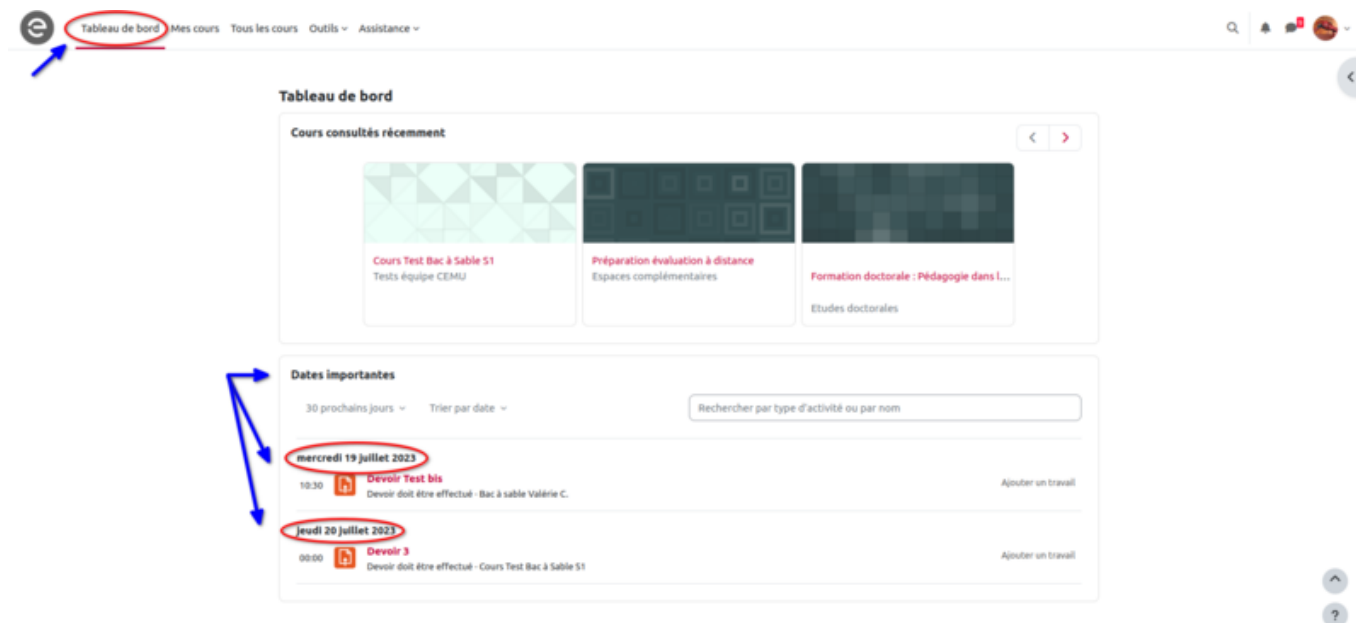 Tableau de bord Mes cours Tous les cours Outils Assistance
Tableau de bord
Cours consultés récemment
Cours Test Bac à Sable S1
Tests équipe CEMU
Préparation évaluation à distance
Espaces complémentaires
Formation doctorale : Pédagogie dans l...
Etudes doctorales
Dates importantes
30 prochains jours Trier par date Rechercher par type d'activité ou par nom
mercredi 19 juillet 2023
10:30 Devoir Test bis
Devoir doit être effectué · Bac à sable Valérie C.
Ajouter un travail
jeudi 20 juillet 2023
00:00 Devoir 3
Devoir doit être effectué · Cours Test Bac à Sable S1
Ajouter un travail
?